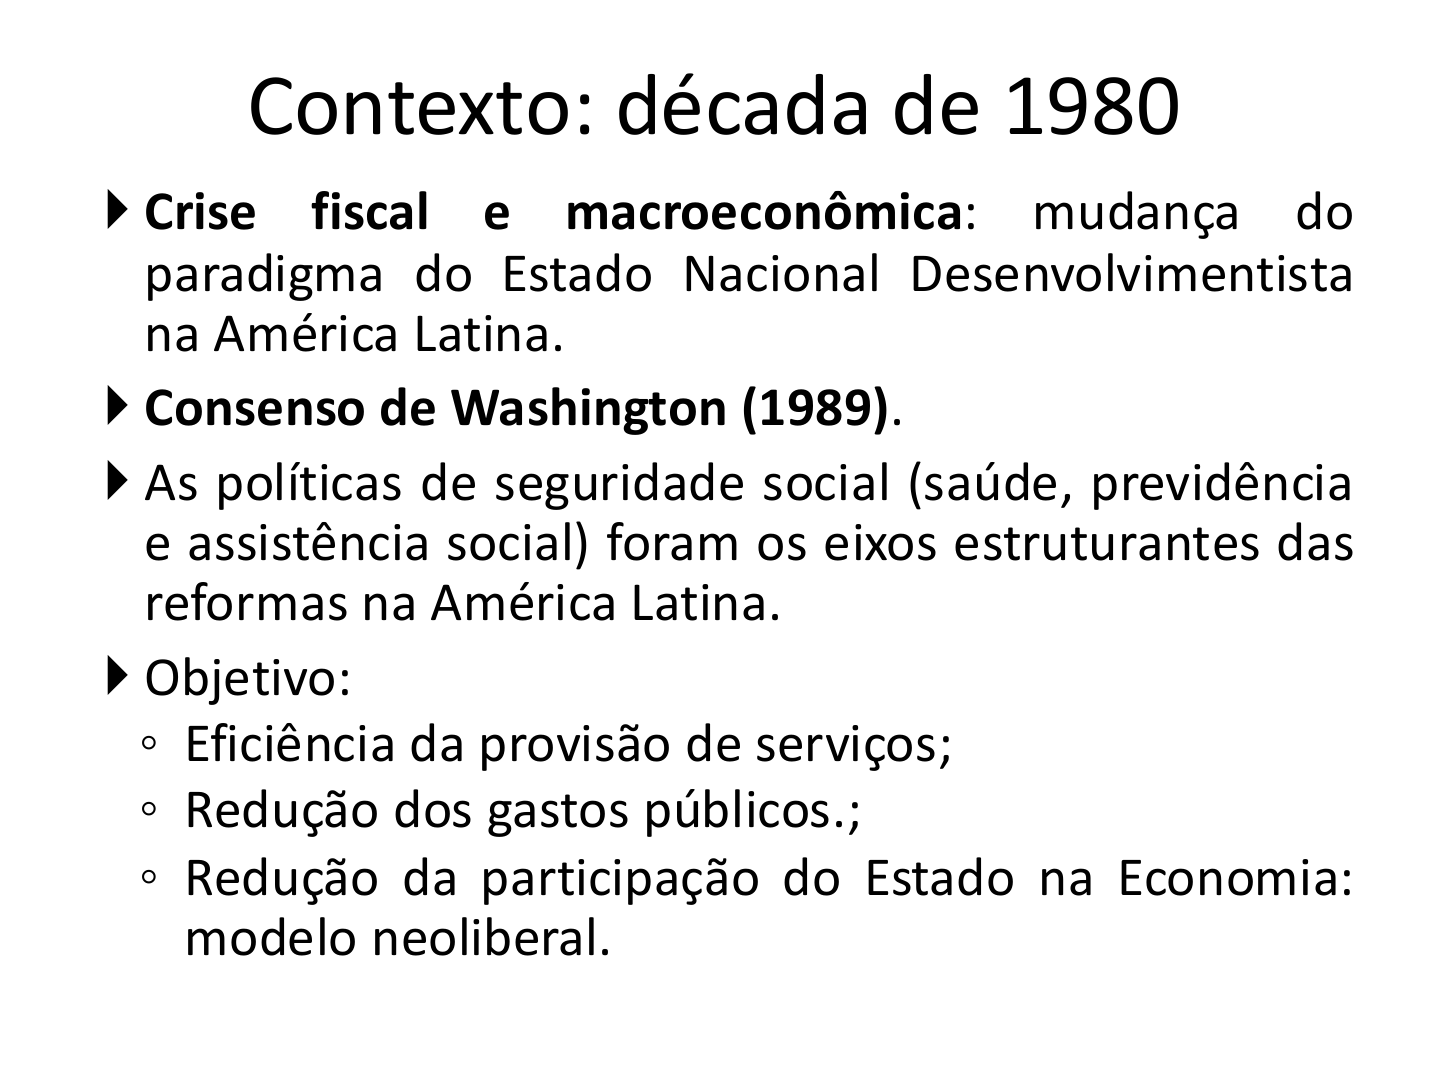 Contexto: década de 1980
Crise fiscal e macroeconômica: mudança do
paradigma do Estado Nacional Desenvolvimentista
na América Latina.
Consenso de Washington (1989).
As políticas de seguridade social (saúde, previdência
e assistência social) foram os eixos estruturantes das
reformas na América Latina.
Objetivo:
Eficiência da provisão de serviços;
Redução dos gastos públicos.;
Redução da participação do Estado na Economia:
modelo neoliberal.